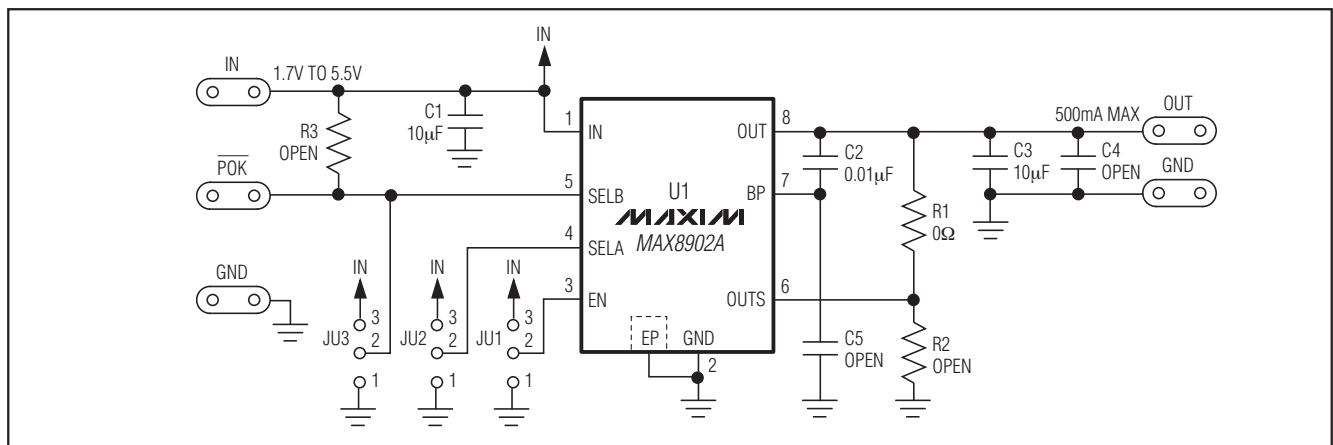 IN
IN
1.7V TO 5.5V
C1
10µF
R3
OPEN
1
IN
OUT
8
500mA MAX
OUT
C2
0.01µF
C3
10µF
C4
OPEN
GND
P̅O̅K̅
5
SELB
U1
BP
7
MAXIM
MAX8902A
R1
0Ω
4
SELA
GND
IN
IN
IN
3
EN
OUTS
6
JU3
3
2
1
JU2
3
2
1
JU1
3
2
1
EP
GND
2
C5
OPEN
R2
OPEN